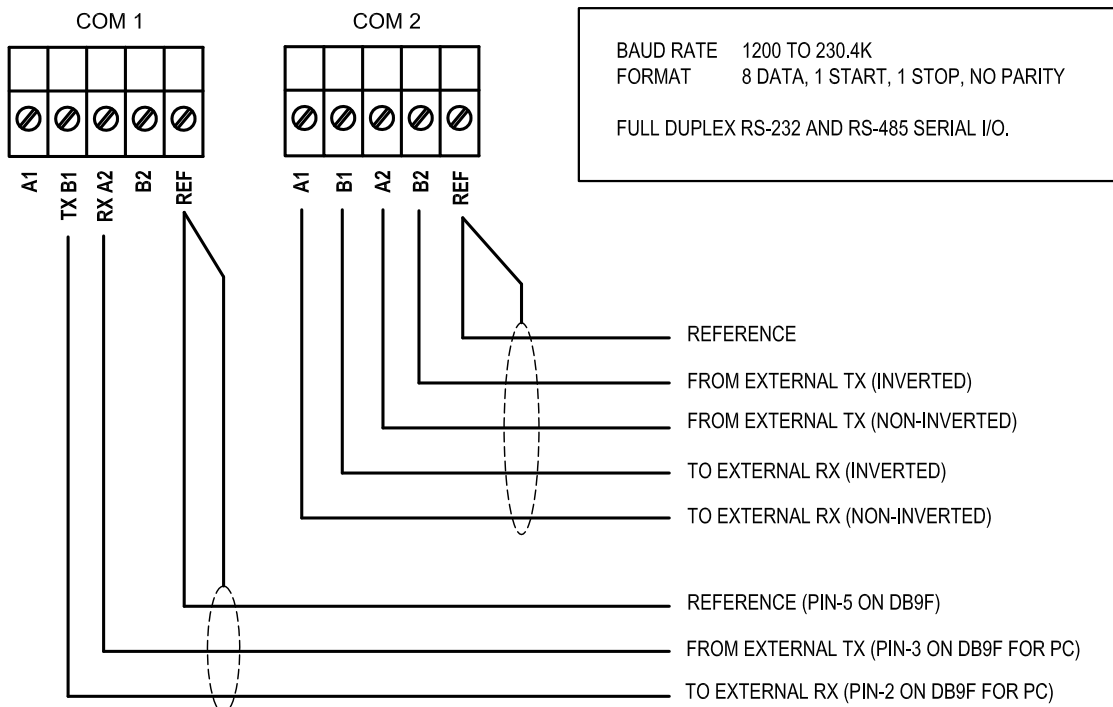 COM 1
COM 2
BAUD RATE 1200 TO 230.4K
FORMAT 8 DATA, 1 START, 1 STOP, NO PARITY
FULL DUPLEX RS-232 AND RS-485 SERIAL I/O.
A1
TX B1
RX A2
B2
REF
A1
B1
A2
B2
REF
REFERENCE
FROM EXTERNAL TX (INVERTED)
FROM EXTERNAL TX (NON-INVERTED)
TO EXTERNAL RX (INVERTED)
TO EXTERNAL RX (NON-INVERTED)
REFERENCE (PIN-5 ON DB9F)
FROM EXTERNAL TX (PIN-3 ON DB9F FOR PC)
TO EXTERNAL RX (PIN-2 ON DB9F FOR PC)